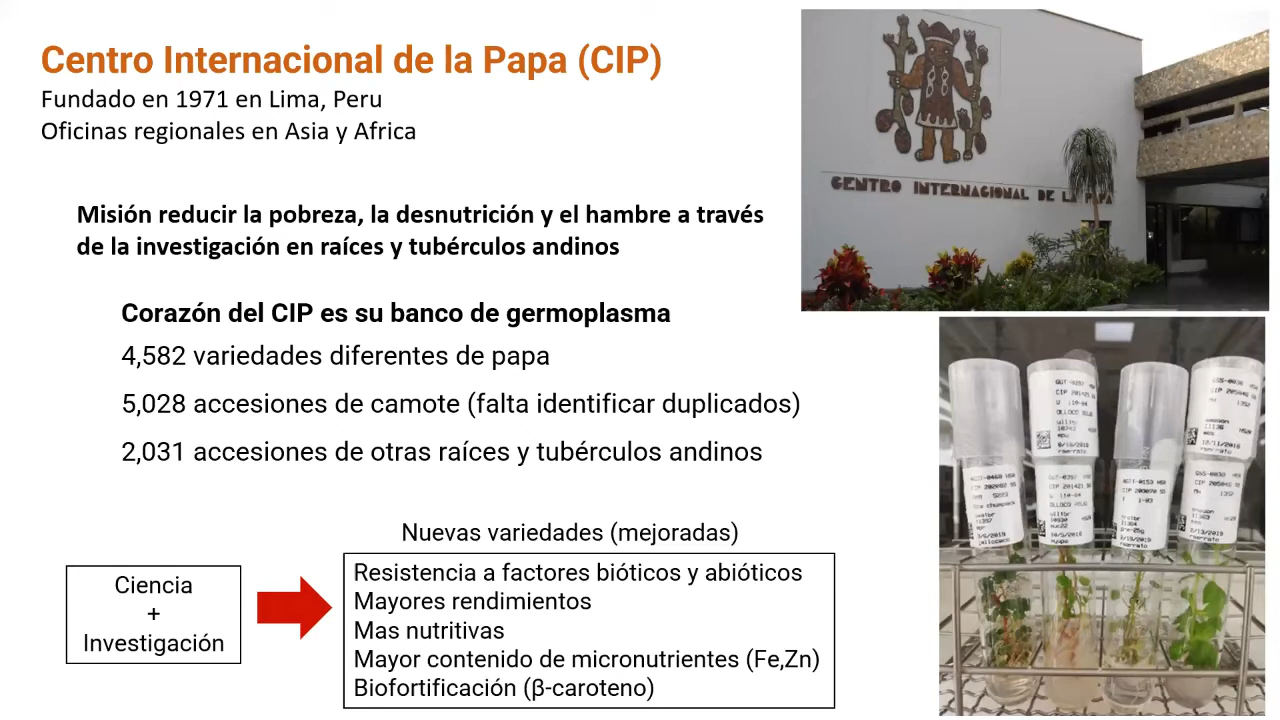 Centro Internacional de la Papa (CIP)
Fundado en 1971 en Lima, Peru
Oficinas regionales en Asia y Africa
CENTRO INTERNACIONAL DE LA PAPA
Misión reducir la pobreza, la desnutrición y el hambre a través
de la investigación en raíces y tubérculos andinos
Corazón del CIP es su banco de germoplasma
4,582 variedades diferentes de papa
5,028 accesiones de camote (falta identificar duplicados)
2,031 accesiones de otras raíces y tubérculos andinos
Ciencia
+
Investigación
Nuevas variedades (mejoradas)
Resistencia a factores bióticos y abióticos
Mayores rendimientos
Mas nutritivas
Mayor contenido de micronutrientes (Fe,Zn)
Biofortificación (β-caroteno)